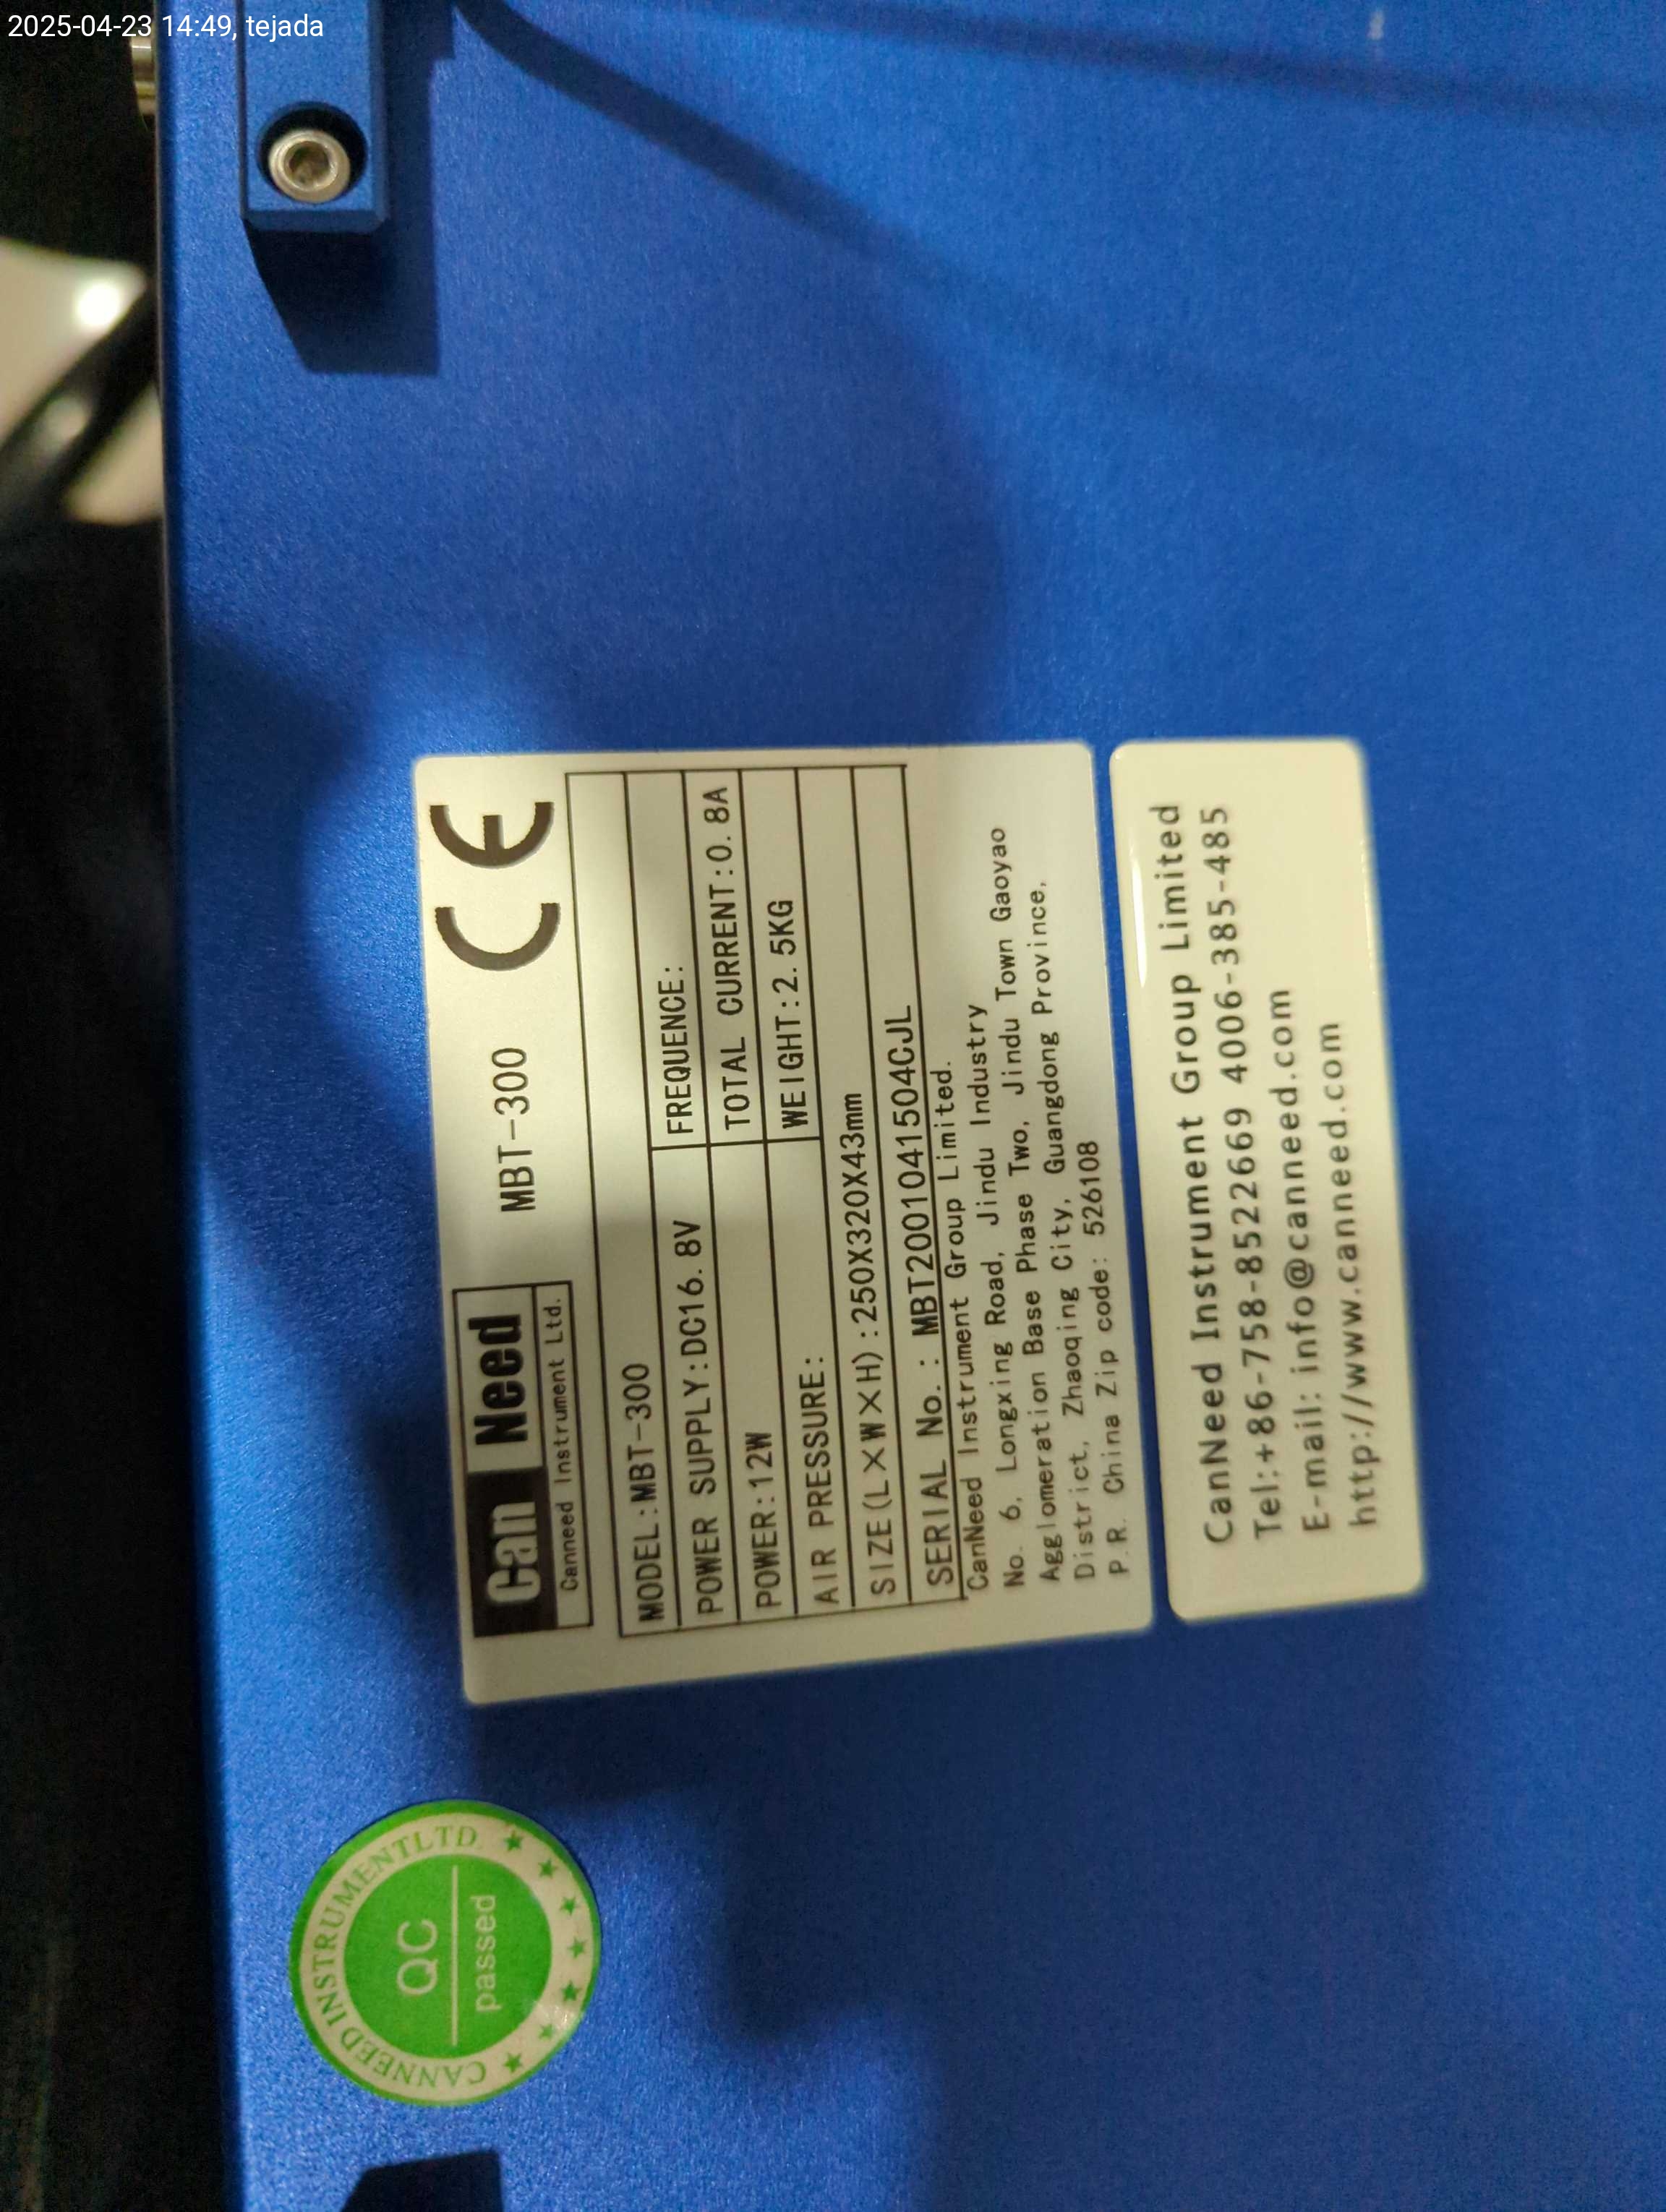 2025-04-23 14:49, tejada
Can Need
Canneed Instrument Ltd.
MBT-300
CE
MODEL:MBT-300
POWER SUPPLY:DC16.8V
FREQUENCE:
POWER:12W
TOTAL CURRENT:0.8A
AIR PRESSURE:
WEIGHT:2.5KG
SIZE(L×W×H):250X320X43mm
SERIAL No.: MBT2001041504CJL
CanNeed Instrument Group Limited.
No. 6, Longxing Road, Jindu Industry
Agglomeration Base Phase Two, Jindu Town Gaoyao
District, Zhaoqing City, Guangdong Province,
P.R. China Zip code: 526108
CanNeed Instrument Group Limited
Tel:+86-758-8522669 4006-385-485
E-mail: info@canneed.com
http://www.canneed.com
CANNEED INSTRUMENT LTD.
QC
passed